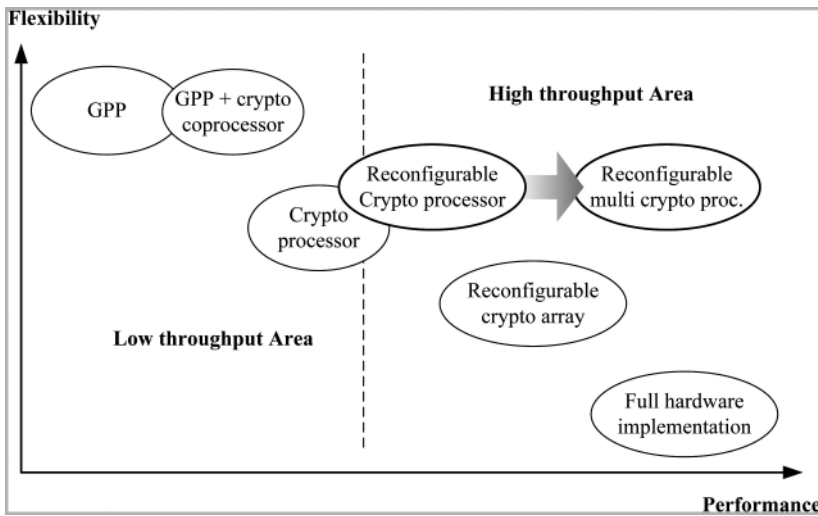 Flexibility
GPP
GPP + crypto
coprocessor
High throughput Area
Reconfigurable
Crypto processor
Reconfigurable
multi crypto proc.
Crypto
processor
Reconfigurable
crypto array
Low throughput Area
Full hardware
implementation
Performance